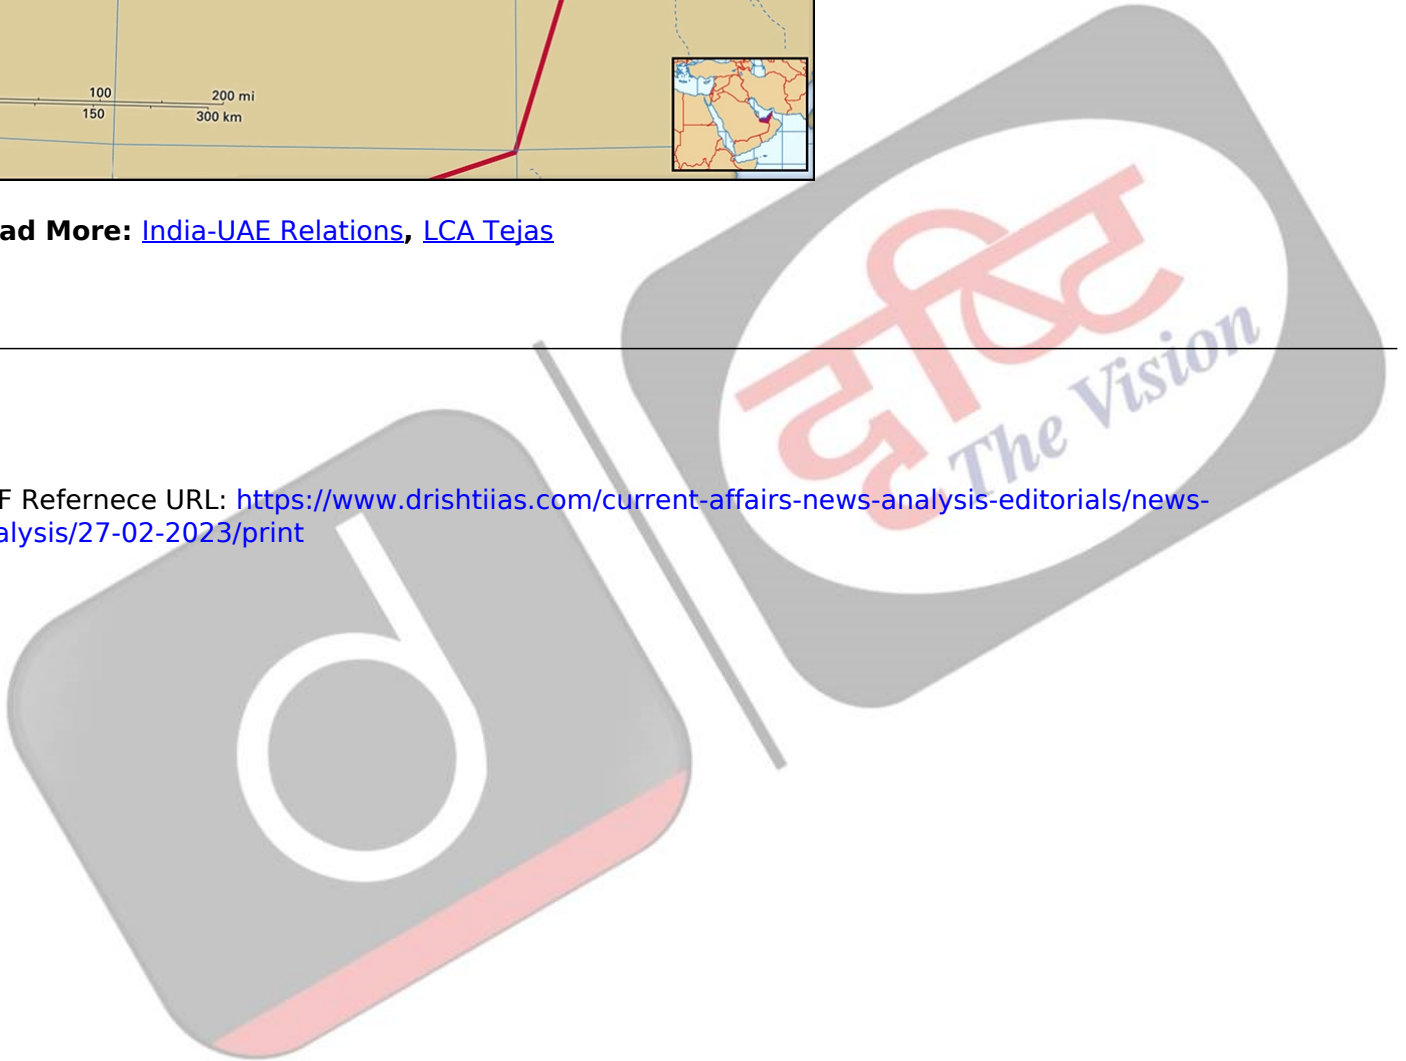 100
200 mi
150
300 km
ad More: India-UAE Relations, LCA Tejas
दृष्टि
The Vision
F Refernece URL: https://www.drishtiias.com/current-affairs-news-analysis-editorials/news-
alysis/27-02-2023/print
d